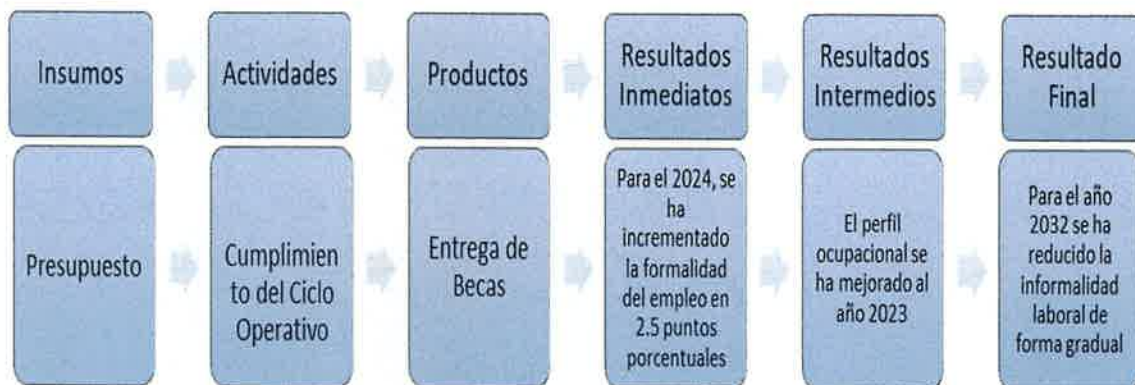 Insumos
Actividades
Productos
Resultados
Inmediatos
Resultados
Intermedios
Resultado
Final
Presupuesto
Cumplimien
to del Ciclo
Operativo
Entrega de
Becas
Para el 2024, se
ha
incrementado
la formalidad
del empleo en
2.5 puntos
porcentuales
El perfil
ocupacional se
ha mejorado al
año 2023
Para el año
2032 se ha
reducido la
informalidad
laboral de
forma gradual